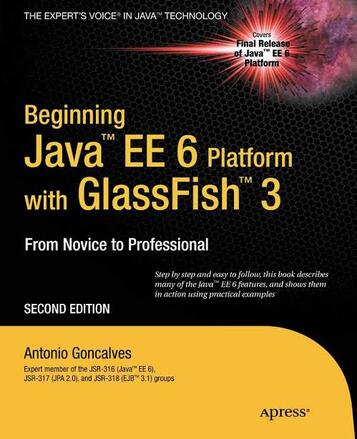 THE EXPERT'S VOICE® IN JAVA™ TECHNOLOGY
Covers
Final Release
of Java™ EE 6
Platform
Beginning
Java™ EE 6 Platform
with GlassFish™ 3
From Novice to Professional
Step by step and easy to follow, this book describes
many of the Java™ EE 6 features, and shows them
in action using practical examples
SECOND EDITION
Antonio Goncalves
Expert member of the JSR-316 (Java™ EE 6),
JSR-317 (JPA 2.0), and JSR-318 (EJB™ 3.1) groups
Apress®